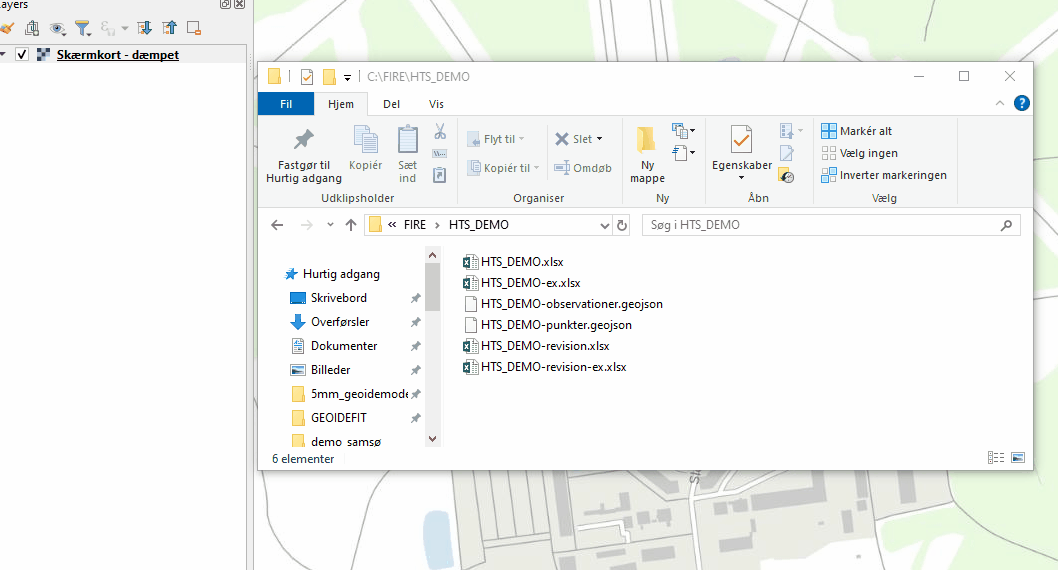 ayers
Skærmkort - dæmpet
C:\FIRE\HTS_DEMO
Fil Hjem Del Vis
Fastgør til Hurtig adgang
Kopiér
Sæt ind
Flyt til
Kopiér til
Slet
Omdøb
Ny mappe
Egenskaber
Markér alt
Vælg ingen
Inverter markeringen
Udklipsholder Organiser Ny Åbn Vælg
« FIRE > HTS_DEMO
Søg i HTS_DEMO
Hurtig adgang
Skrivebord
Overførsler
Dokumenter
Billeder
5mm_geoidemode
GEOIDEFIT
demo samsø
HTS_DEMO.xlsx
HTS_DEMO-ex.xlsx
HTS_DEMO-observationer.geojson
HTS_DEMO-punkter.geojson
HTS_DEMO-revision.xlsx
HTS_DEMO-revision-ex.xlsx
6 elementer